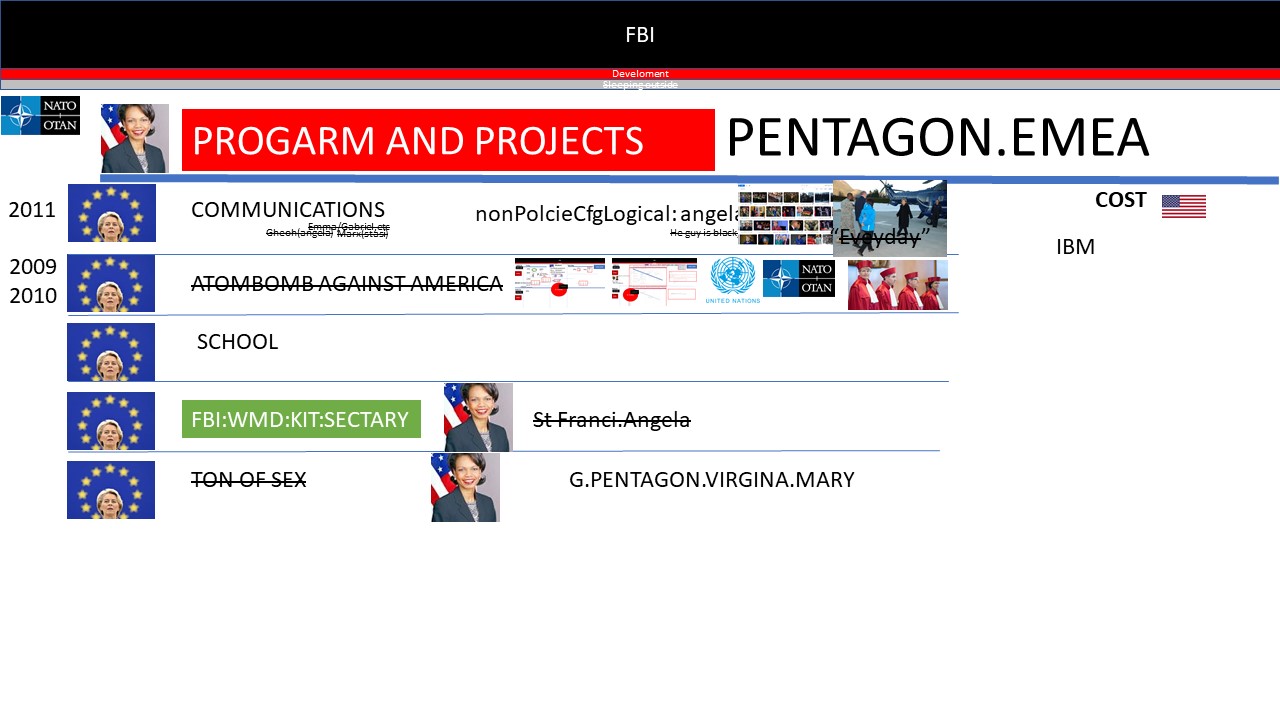 FBI
Develoment
Sleeping outside
NATO
OTAN
PROGARM AND PROJECTS
PENTAGON.EMEA
2011
COMMUNICATIONS
Emma/Gabriel,etc
Gheoh(angela) Marx(stasi)
nonPolcieCfgLogical: angela
He guy is black
“Eveyday”
COST
IBM
2009
2010
ATOMBOMB AGAINST AMERICA
UNITED NATIONS
NATO
OTAN
SCHOOL
FBI:WMD:KIT:SECTARY
St Franci.Angela
TON OF SEX
G.PENTAGON.VIRGINA.MARY